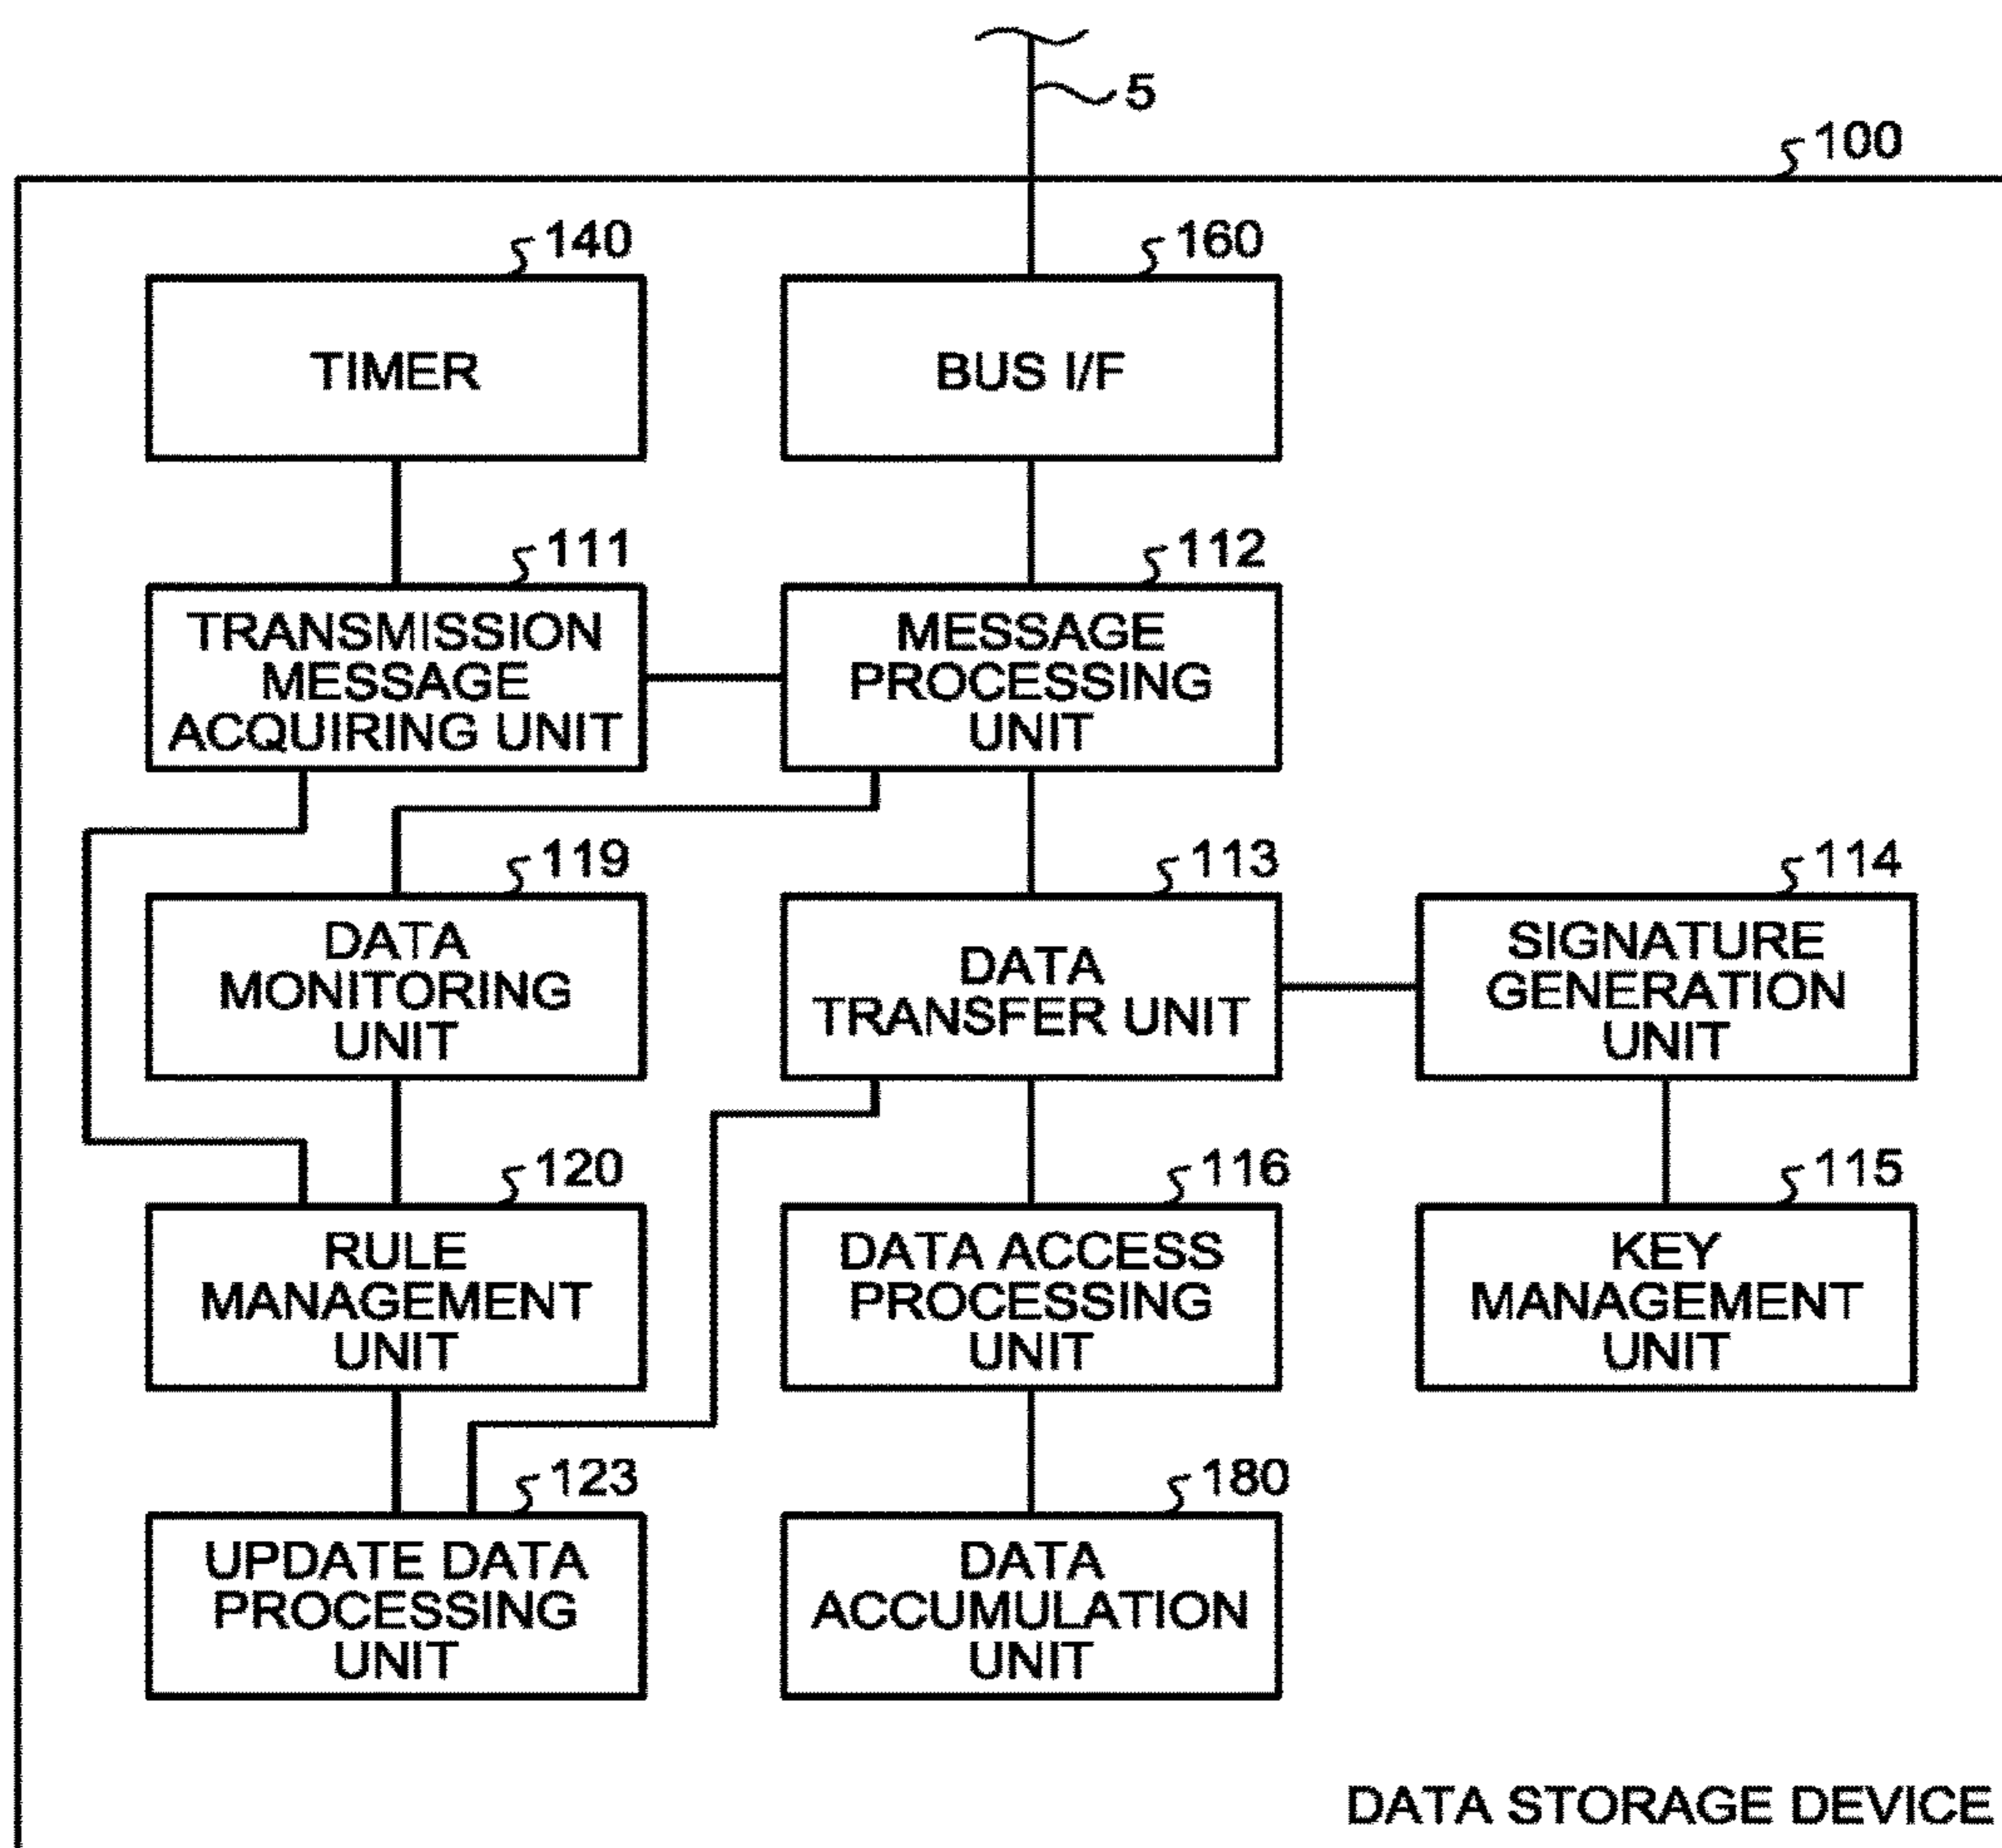 5
100
140
160
TIMER
BUS I/F
111
112
TRANSMISSION
MESSAGE
ACQUIRING UNIT
MESSAGE
PROCESSING
UNIT
119
113
114
DATA
MONITORING
UNIT
DATA
TRANSFER UNIT
SIGNATURE
GENERATION
UNIT
120
116
115
RULE
MANAGEMENT
UNIT
DATA ACCESS
PROCESSING
UNIT
KEY
MANAGEMENT
UNIT
123
180
UPDATE DATA
PROCESSING
UNIT
DATA
ACCUMULATION
UNIT
DATA STORAGE DEVICE